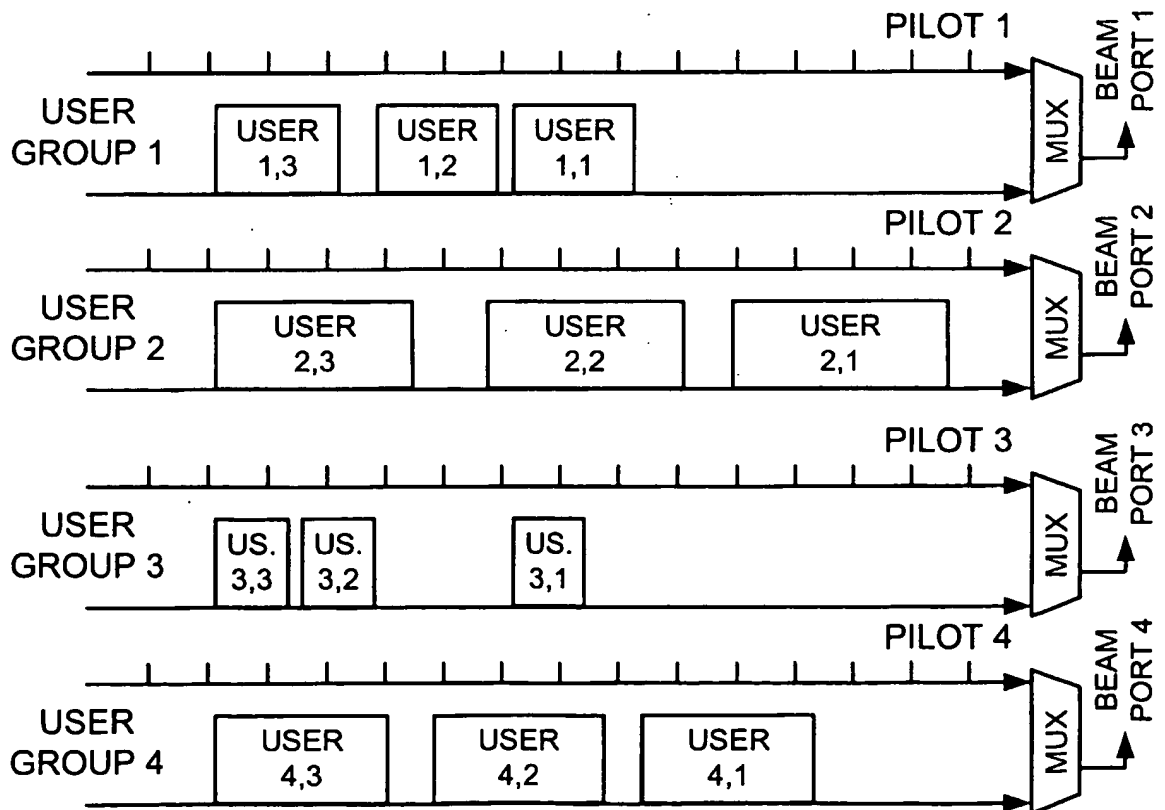 PILOT 1
USER
GROUP 1
USER
1,3
USER
1,2
USER
1,1
MUX
BEAM
PORT 1
PILOT 2
USER
GROUP 2
USER
2,3
USER
2,2
USER
2,1
MUX
BEAM
PORT 2
PILOT 3
USER
GROUP 3
US.
3,3
US.
3,2
US.
3,1
MUX
BEAM
PORT 3
PILOT 4
USER
GROUP 4
USER
4,3
USER
4,2
USER
4,1
MUX
BEAM
PORT 4